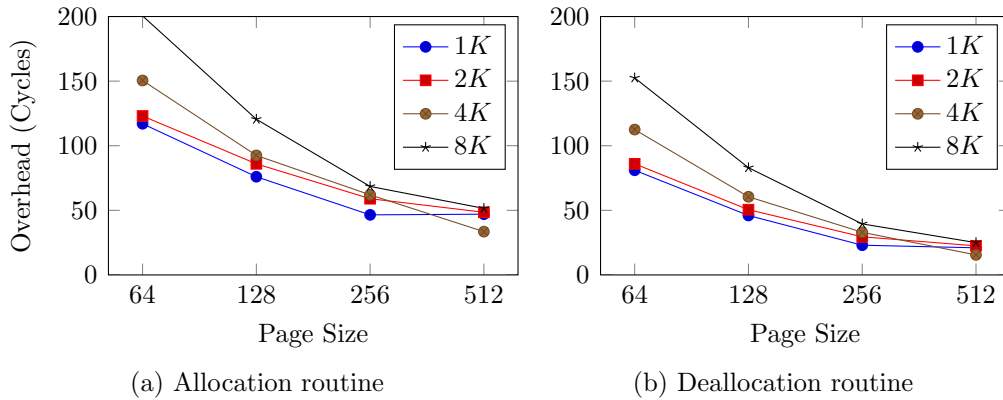 200
150
100
50
0
Overhead (Cycles)
64 128 256 512
Page Size
1K
2K
4K
8K
(a) Allocation routine
200
150
100
50
0
64 128 256 512
Page Size
1K
2K
4K
8K
(b) Deallocation routine